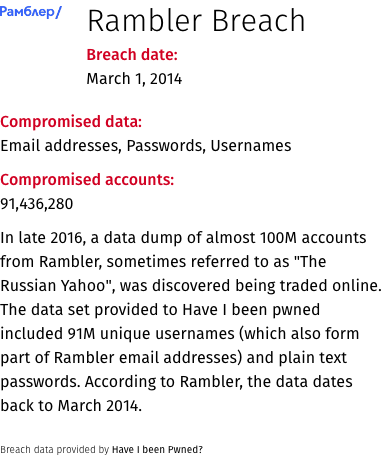 Рамблер/
Rambler Breach
Breach date:
March 1, 2014
Compromised data:
Email addresses, Passwords, Usernames
Compromised accounts:
91,436,280
In late 2016, a data dump of almost 100M accounts
from Rambler, sometimes referred to as "The
Russian Yahoo", was discovered being traded online.
The data set provided to Have I been pwned
included 91M unique usernames (which also form
part of Rambler email addresses) and plain text
passwords. According to Rambler, the data dates
back to March 2014.
Breach data provided by Have I been Pwned?